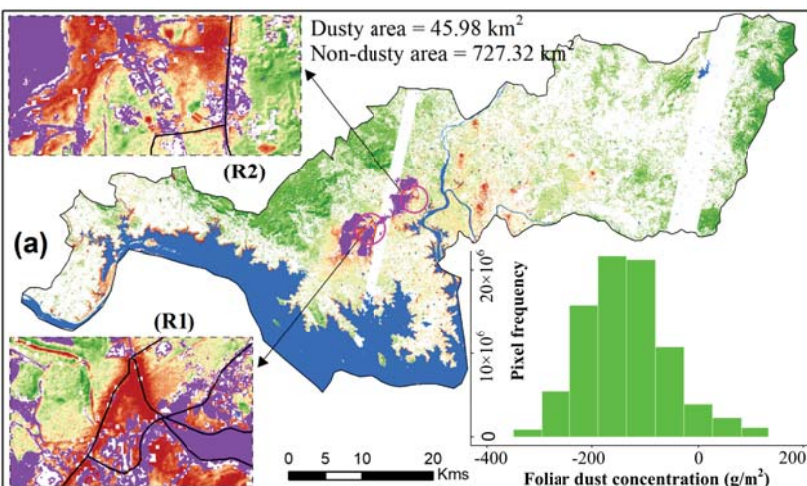 Dusty area = 45.98 km²
Non-dusty area = 727.32 km²
(R2)
(a)
(R1)
Pixel frequency
20×10⁶
10×10⁶
0
-400 -200 0 200
Foliar dust concentration (g/m²)
0 5 10 20
Kms